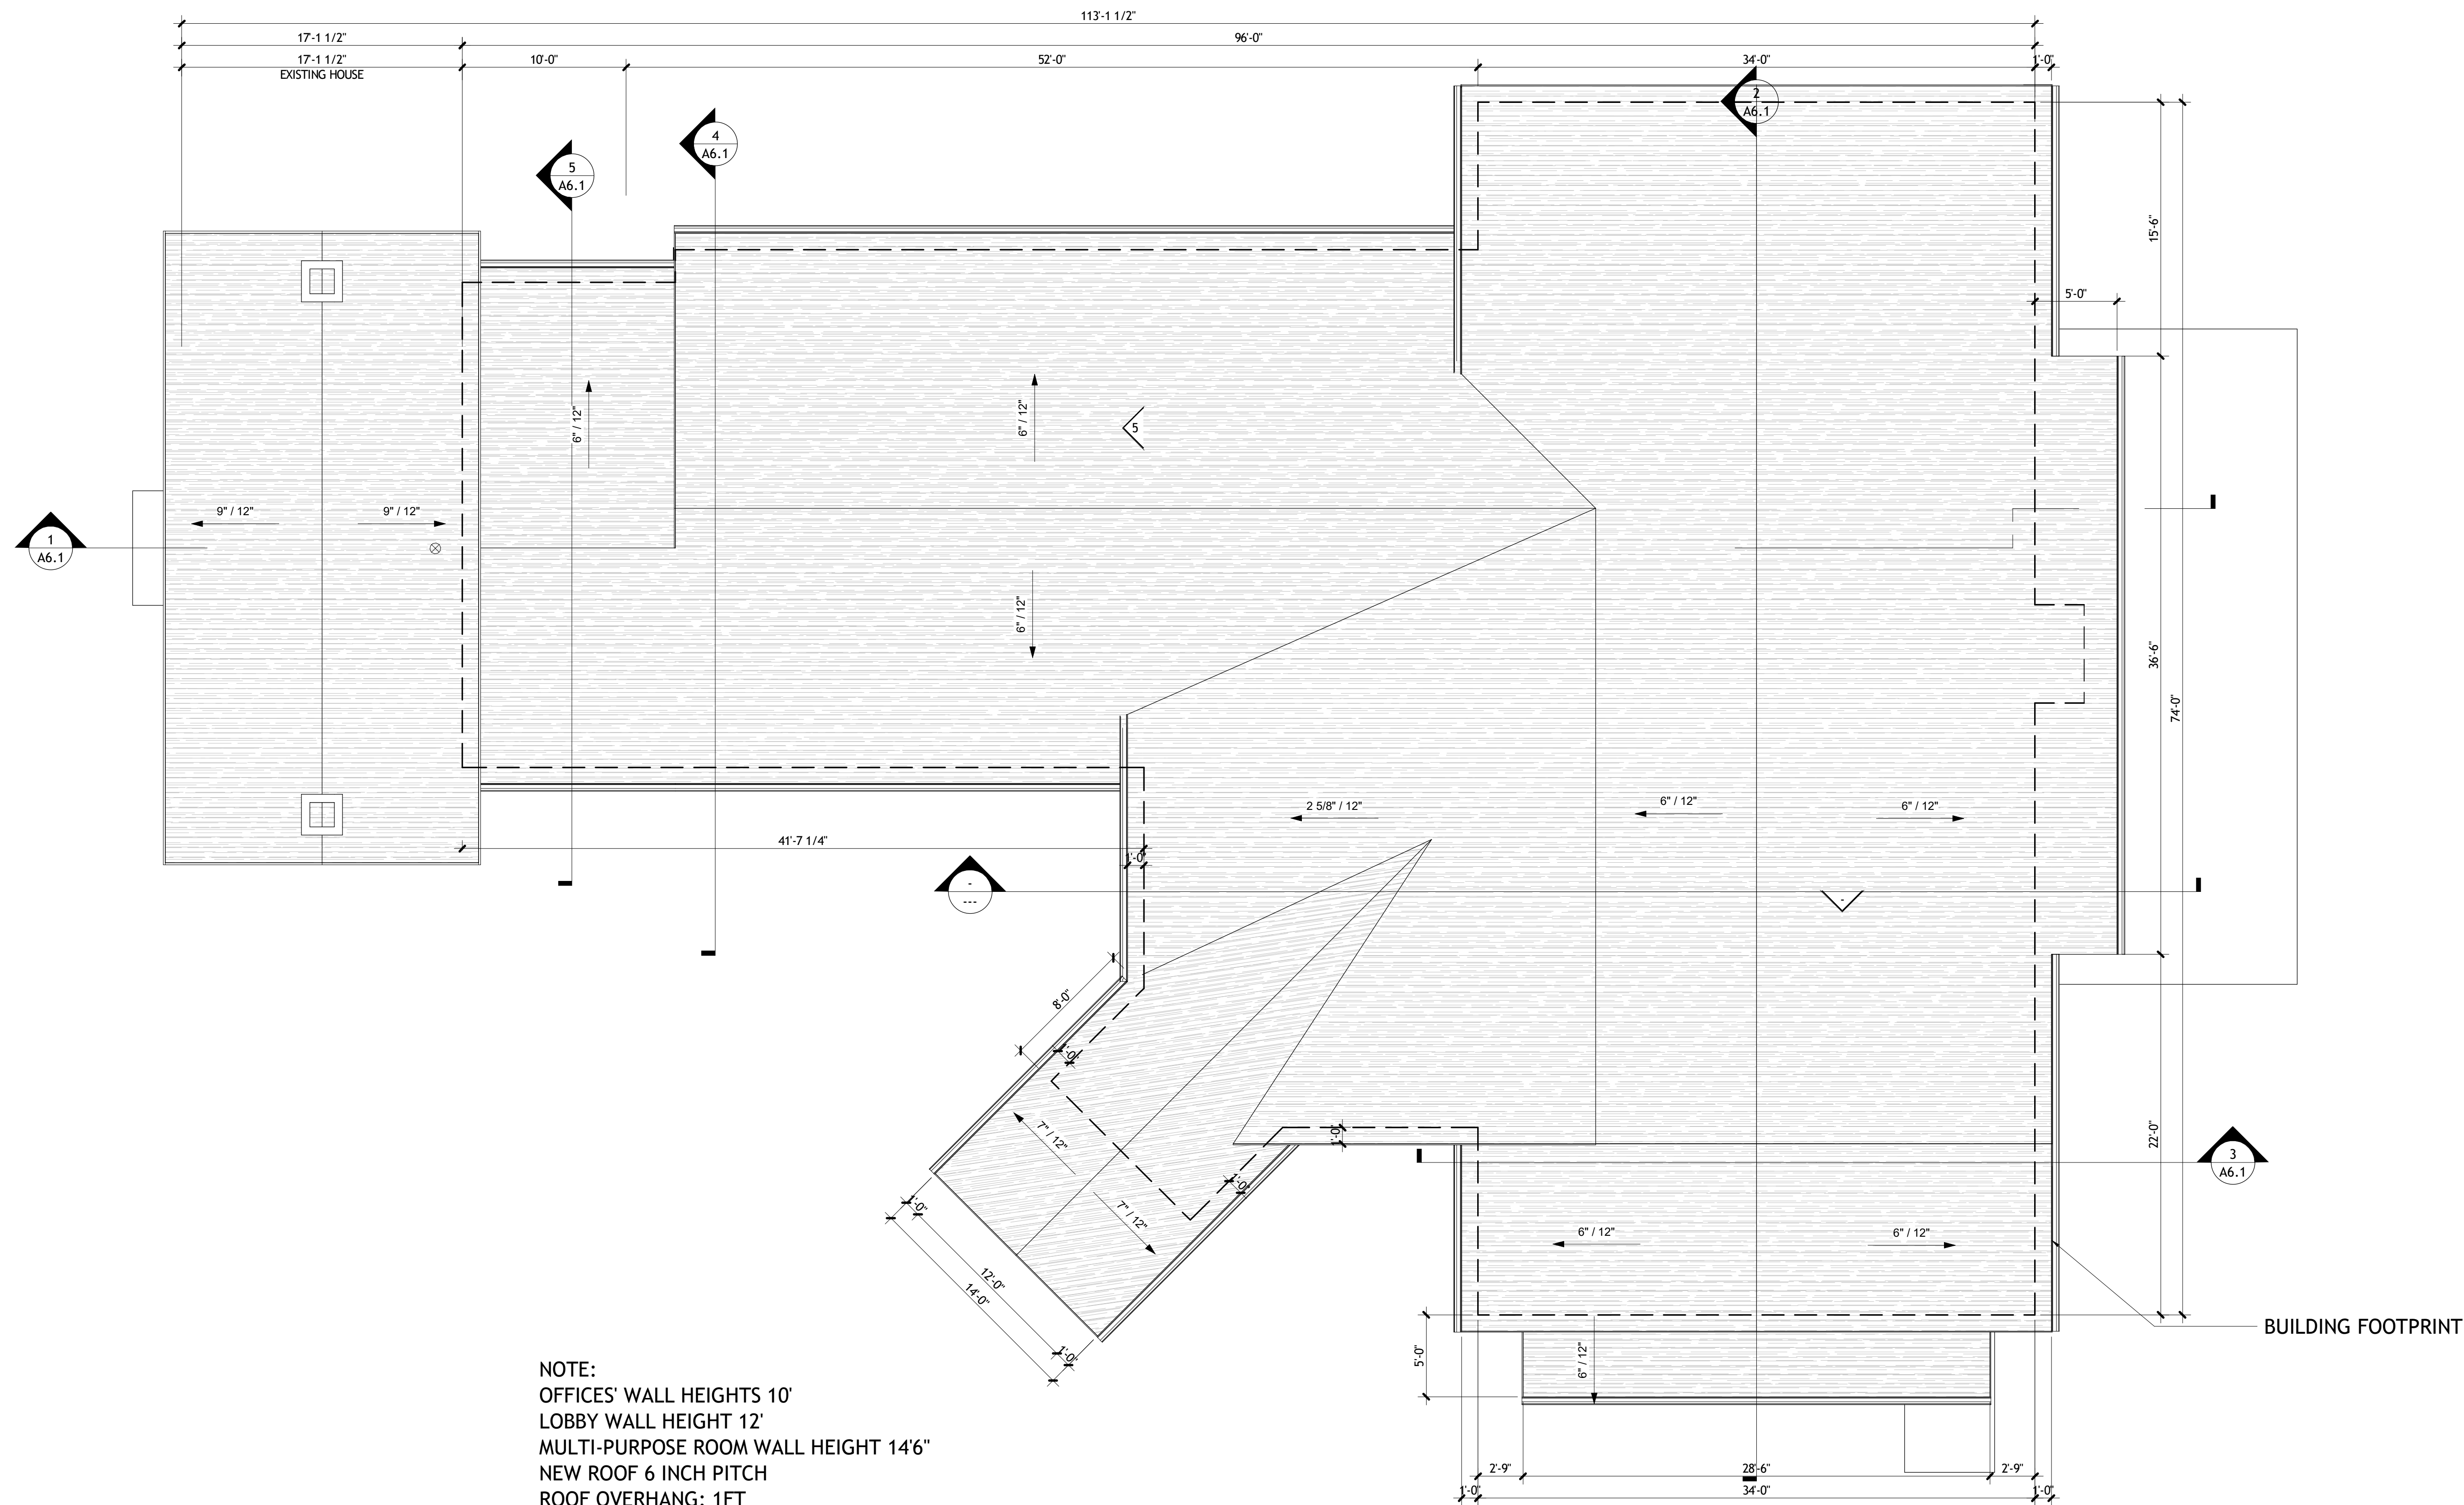 113'-1 1/2"
17'-1 1/2"
96'-0"
17'-1 1/2"
10'-0"
52'-0"
34'-0"
1'-0"
EXISTING HOUSE
2
A6.1
4
A6.1
5
A6.1
15'-6"
5'-0"
6" / 12"
6" / 12"
5
9" / 12"
9" / 12"
1
A6.1
6" / 12"
36'-6"
74'-0"
2 5/8" / 12"
6" / 12"
6" / 12"
41'-7 1/4"
1'-0"
-
---
-
8'-0"
1'-0"
7" / 12"
1'-0"
22'-0"
3
A6.1
1'-0"
1'-0"
7" / 12"
6" / 12"
6" / 12"
12'-0"
14'-0"
1'-0"
BUILDING FOOTPRINT
5'-0"
6" / 12"
NOTE:
OFFICES' WALL HEIGHTS 10'
LOBBY WALL HEIGHT 12'
MULTI-PURPOSE ROOM WALL HEIGHT 14'6"
NEW ROOF 6 INCH PITCH
ROOF OVERHANG: 1FT
2'-9"
28'-6"
2'-9"
1'-0"
34'-0"
1'-0"